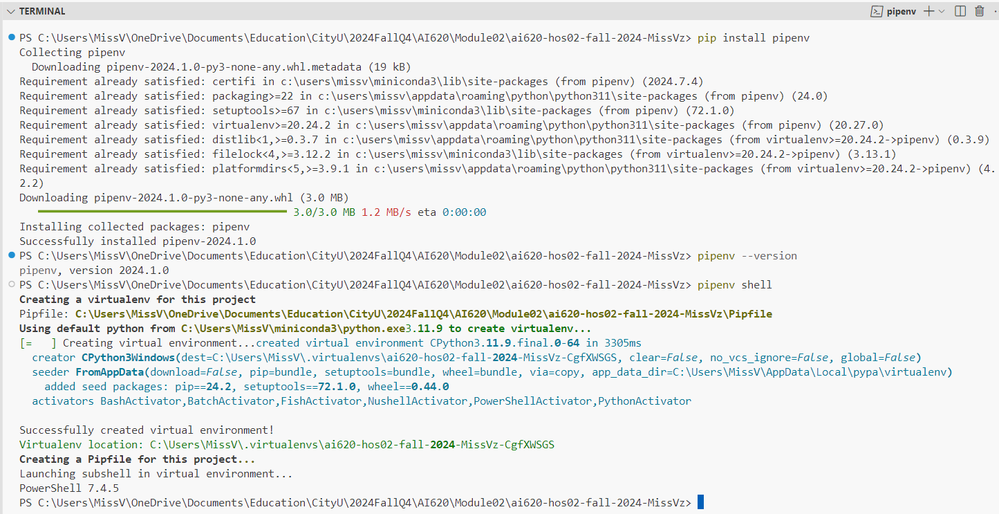 TERMINAL
pipenv
PS C:\Users\MissV\OneDrive\Documents\Education\CityU\2024FallQ4\AI620\Module02\ai620-hos02-fall-2024-MissVz> pip install pipenv
Collecting pipenv
  Downloading pipenv-2024.1.0-py3-none-any.whl.metadata (19 kB)
Requirement already satisfied: certifi in c:\users\missv\miniconda3\lib\site-packages (from pipenv) (2024.7.4)
Requirement already satisfied: packaging>=22 in c:\users\missv\appdata\roaming\python\python311\site-packages (from pipenv) (24.0)
Requirement already satisfied: setuptools>=67 in c:\users\missv\miniconda3\lib\site-packages (from pipenv) (72.1.0)
Requirement already satisfied: virtualenv>=20.24.2 in c:\users\missv\appdata\roaming\python\python311\site-packages (from pipenv) (20.27.0)
Requirement already satisfied: distlib<1,>=0.3.7 in c:\users\missv\appdata\roaming\python\python311\site-packages (from virtualenv>=20.24.2->pipenv) (0.3.9)
Requirement already satisfied: filelock<4,>=3.12.2 in c:\users\missv\miniconda3\lib\site-packages (from virtualenv>=20.24.2->pipenv) (3.13.1)
Requirement already satisfied: platformdirs<5,>=3.9.1 in c:\users\missv\appdata\roaming\python\python311\site-packages (from virtualenv>=20.24.2->pipenv) (4.
2.2)
Downloading pipenv-2024.1.0-py3-none-any.whl (3.0 MB)
3.0/3.0 MB 1.2 MB/s eta 0:00:00
Installing collected packages: pipenv
Successfully installed pipenv-2024.1.0
PS C:\Users\MissV\OneDrive\Documents\Education\CityU\2024FallQ4\AI620\Module02\ai620-hos02-fall-2024-MissVz> pipenv --version
pipenv, version 2024.1.0
PS C:\Users\MissV\OneDrive\Documents\Education\CityU\2024FallQ4\AI620\Module02\ai620-hos02-fall-2024-MissVz> pipenv shell
Creating a virtualenv for this project
Pipfile: C:\Users\MissV\OneDrive\Documents\Education\CityU\2024FallQ4\AI620\Module02\ai620-hos02-fall-2024-MissVz\Pipfile
Using default python from C:\Users\MissV\miniconda3\python.exe3.11.9 to create virtualenv...
[=   ] Creating virtual environment...created virtual environment CPython3.11.9.final.0-64 in 3305ms
  creator CPython3Windows(dest=C:\Users\MissV\.virtualenvs\ai620-hos02-fall-2024-MissVz-CgfXWSGS, clear=False, no_vcs_ignore=False, global=False)
  seeder FromAppData(download=False, pip=bundle, setuptools=bundle, wheel=bundle, via=copy, app_data_dir=C:\Users\MissV\AppData\Local\pypa\virtualenv)
    added seed packages: pip==24.2, setuptools==72.1.0, wheel==0.44.0
  activators BashActivator,BatchActivator,FishActivator,NushellActivator,PowerShellActivator,PythonActivator
Successfully created virtual environment!
Virtualenv location: C:\Users\MissV\.virtualenvs\ai620-hos02-fall-2024-MissVz-CgfXWSGS
Creating a Pipfile for this project...
Launching subshell in virtual environment...
PowerShell 7.4.5
PS C:\Users\MissV\OneDrive\Documents\Education\CityU\2024FallQ4\AI620\Module02\ai620-hos02-fall-2024-MissVz>